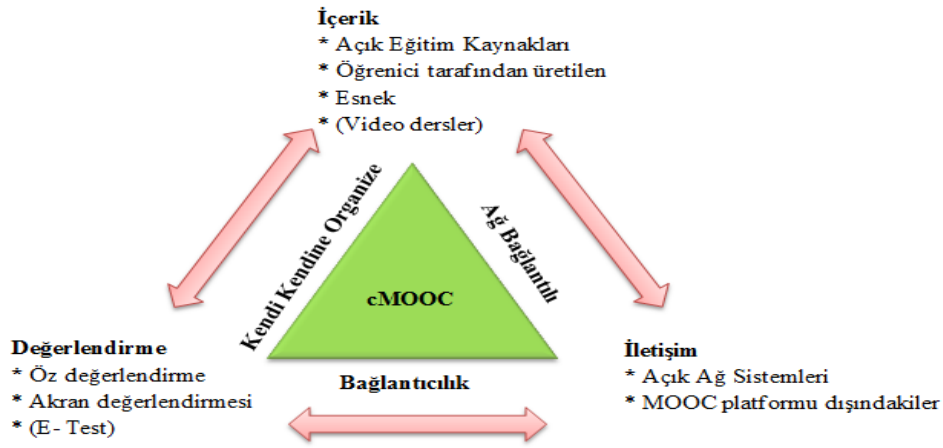 İçerik
* Açık Eğitim Kaynakları
* Öğrenici tarafından üretilen
* Esnek
* (Video dersler)
Kendi Kendine Organize
Ağ Bağlantılı
cMOOC
Bağlantıcılık
Değerlendirme
* Öz değerlendirme
* Akran değerlendirmesi
* (E- Test)
İletişim
* Açık Ağ Sistemleri
* MOOC platformu dışındakiler